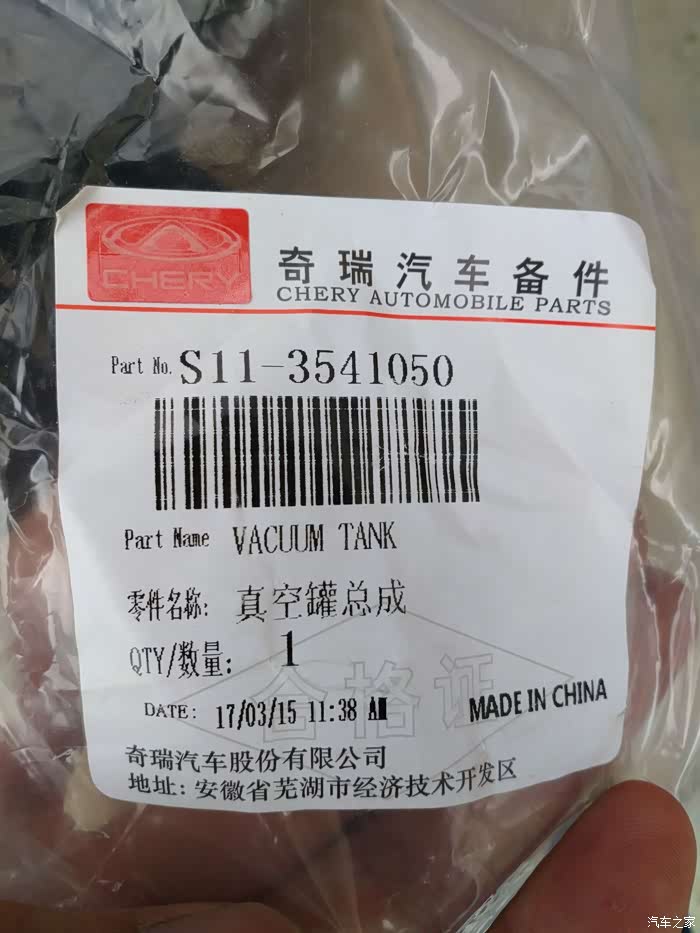 CHERY
奇瑞汽车备件
CHERY AUTOMOBILE PARTS
Part No. S11-3541050
Part Name VACUUM TANK
零件名称: 真空罐总成
QTY/数量: 1
合格证
DATE: 17/03/15 11:38 AM
MADE IN CHINA
奇瑞汽车股份有限公司
地址: 安徽省芜湖市经济技术开发区
汽车之家